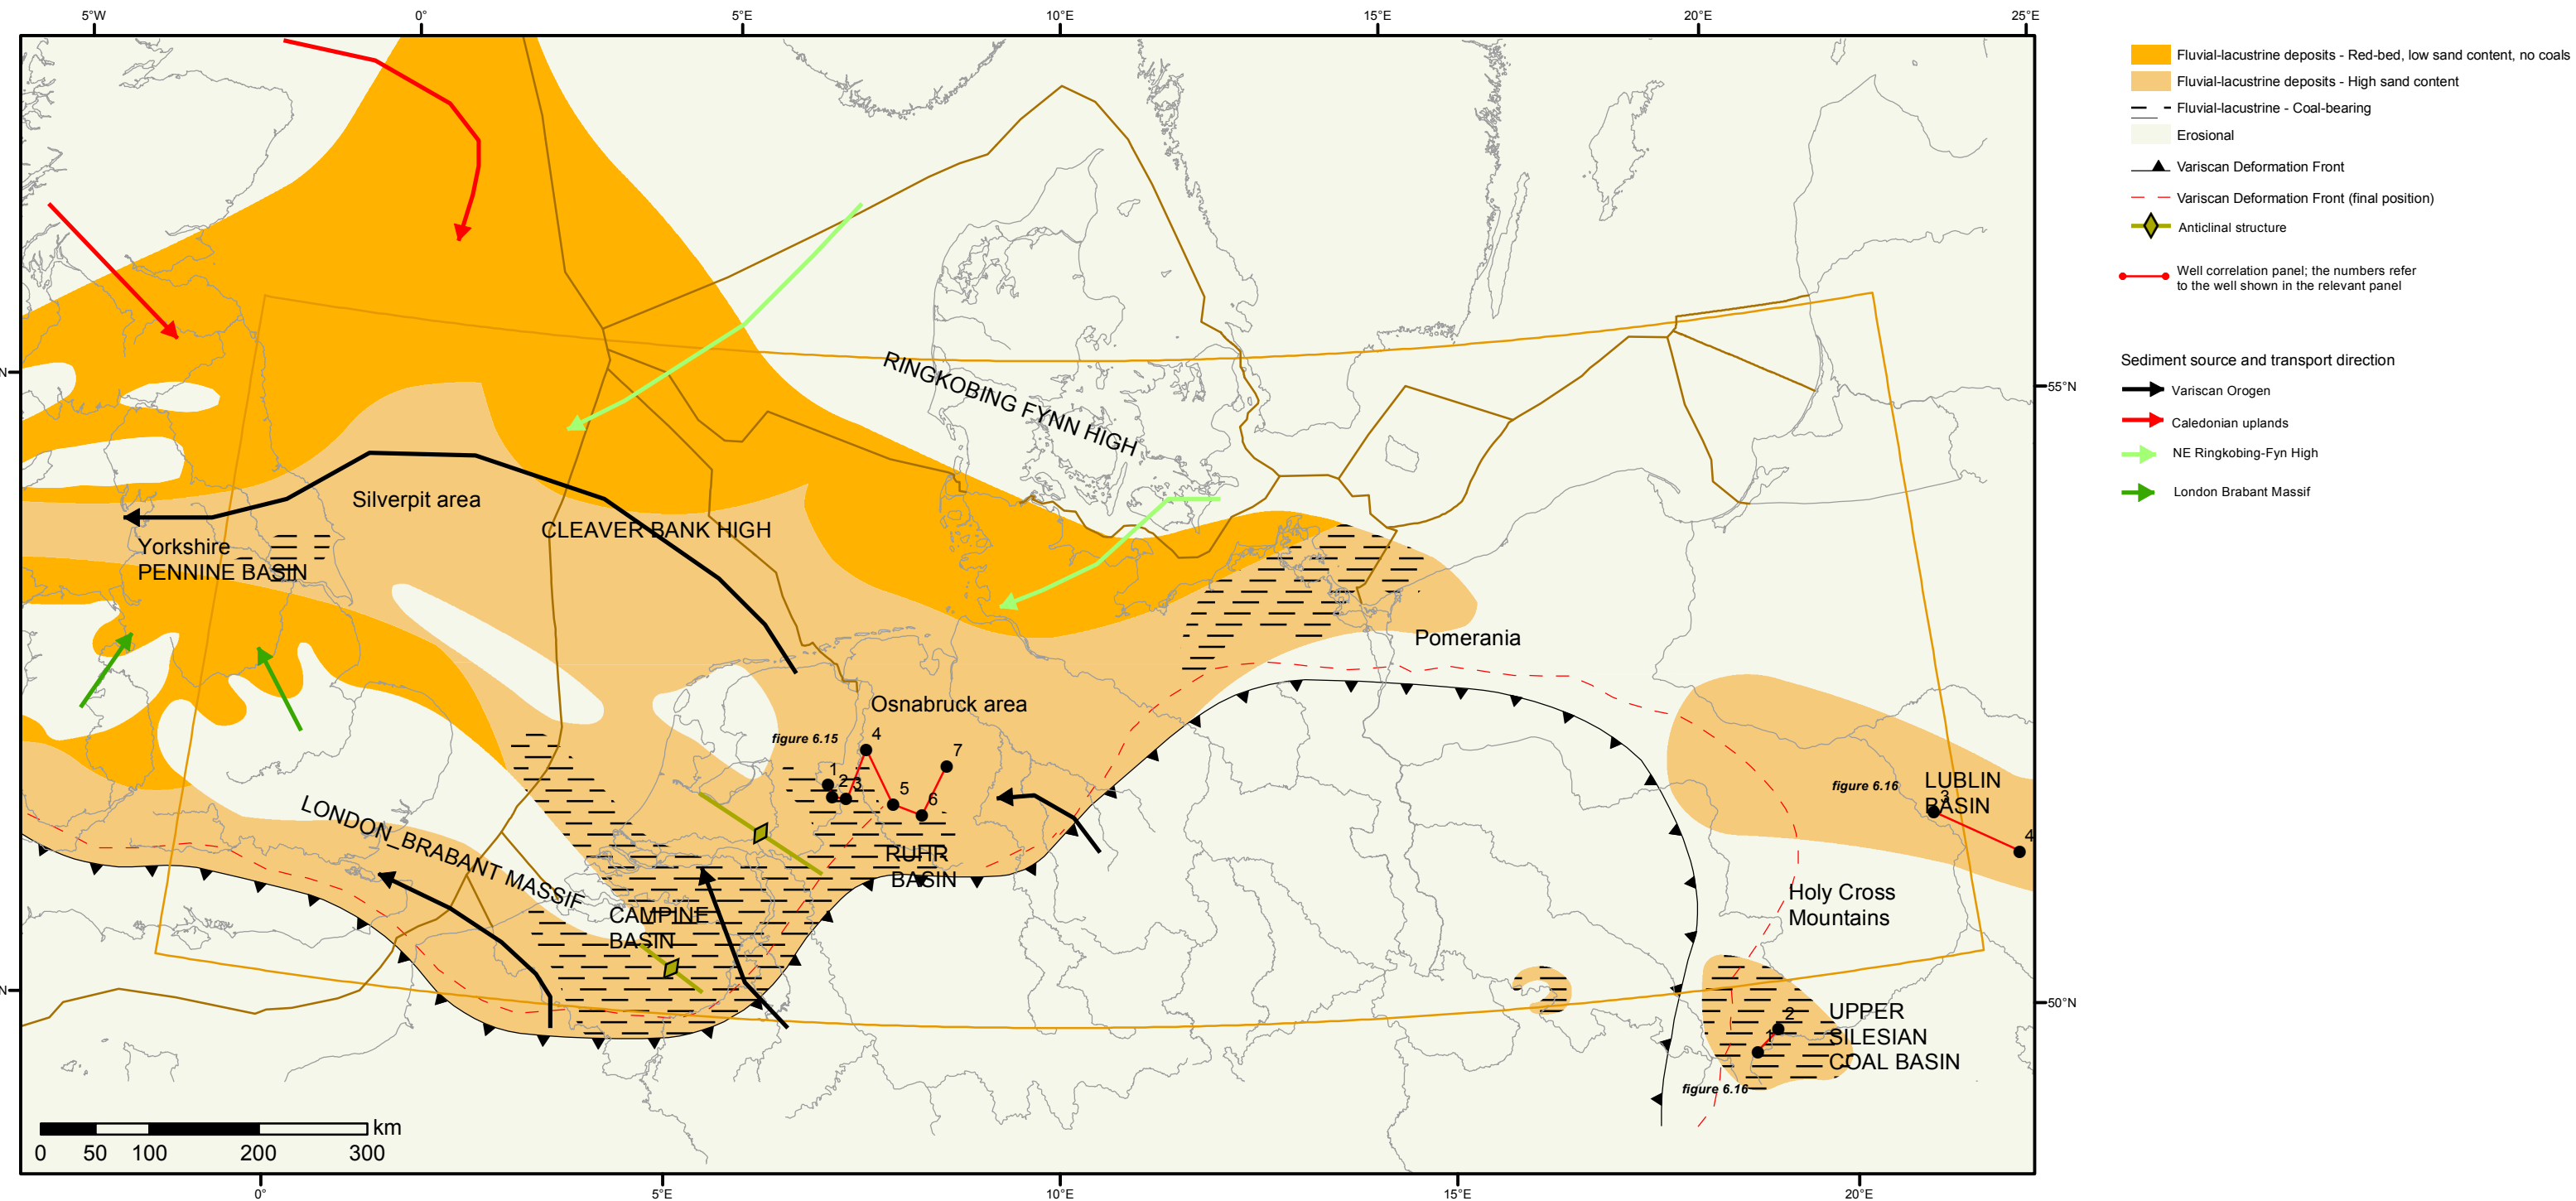 5°W
0°
5°E
10°E
15°E
20°E
25°E
Fluvial-lacustrine deposits - Red-bed, low sand content, no coals
Fluvial-lacustrine deposits - High sand content
Fluvial-lacustrine - Coal-bearing
Erosional
Variscan Deformation Front
Variscan Deformation Front (final position)
Anticlinal structure
Well correlation panel; the numbers refer
to the well shown in the relevant panel
Sediment source and transport direction
Variscan Orogen
Caledonian uplands
NE Ringkobing-Fyn High
London Brabant Massif
N
55°N
RINGKOBING FYNN HIGH
Silverpit area
CLEAVER BANK HIGH
Yorkshire
PENNINE BASIN
Pomerania
Osnabruck area
figure 6.15
4
7
1
2
3
5
6
LUBLIN
BASIN
figure 6.16
3
4
LONDON_BRABANT MASSIF
RUHR
BASIN
CAMPINE
BASIN
Holy Cross
Mountains
N
50°N
UPPER
SILESIAN
COAL BASIN
2
1
figure 6.16
km
0
50
100
200
300
0°
5°E
10°E
15°E
20°E